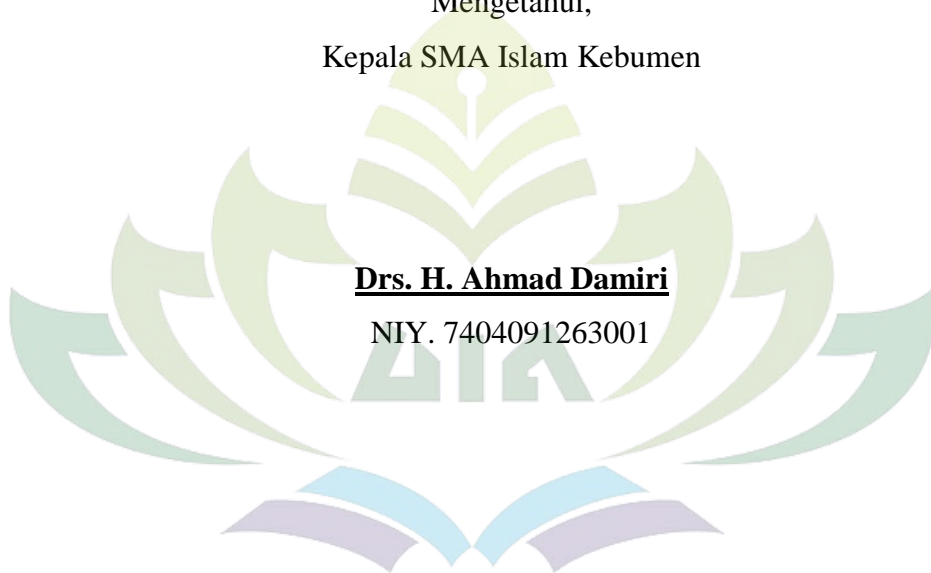 Mengetahui,
Kepala SMA Islam Kebumen
Drs. H. Ahmad Damiri
NIY. 7404091263001